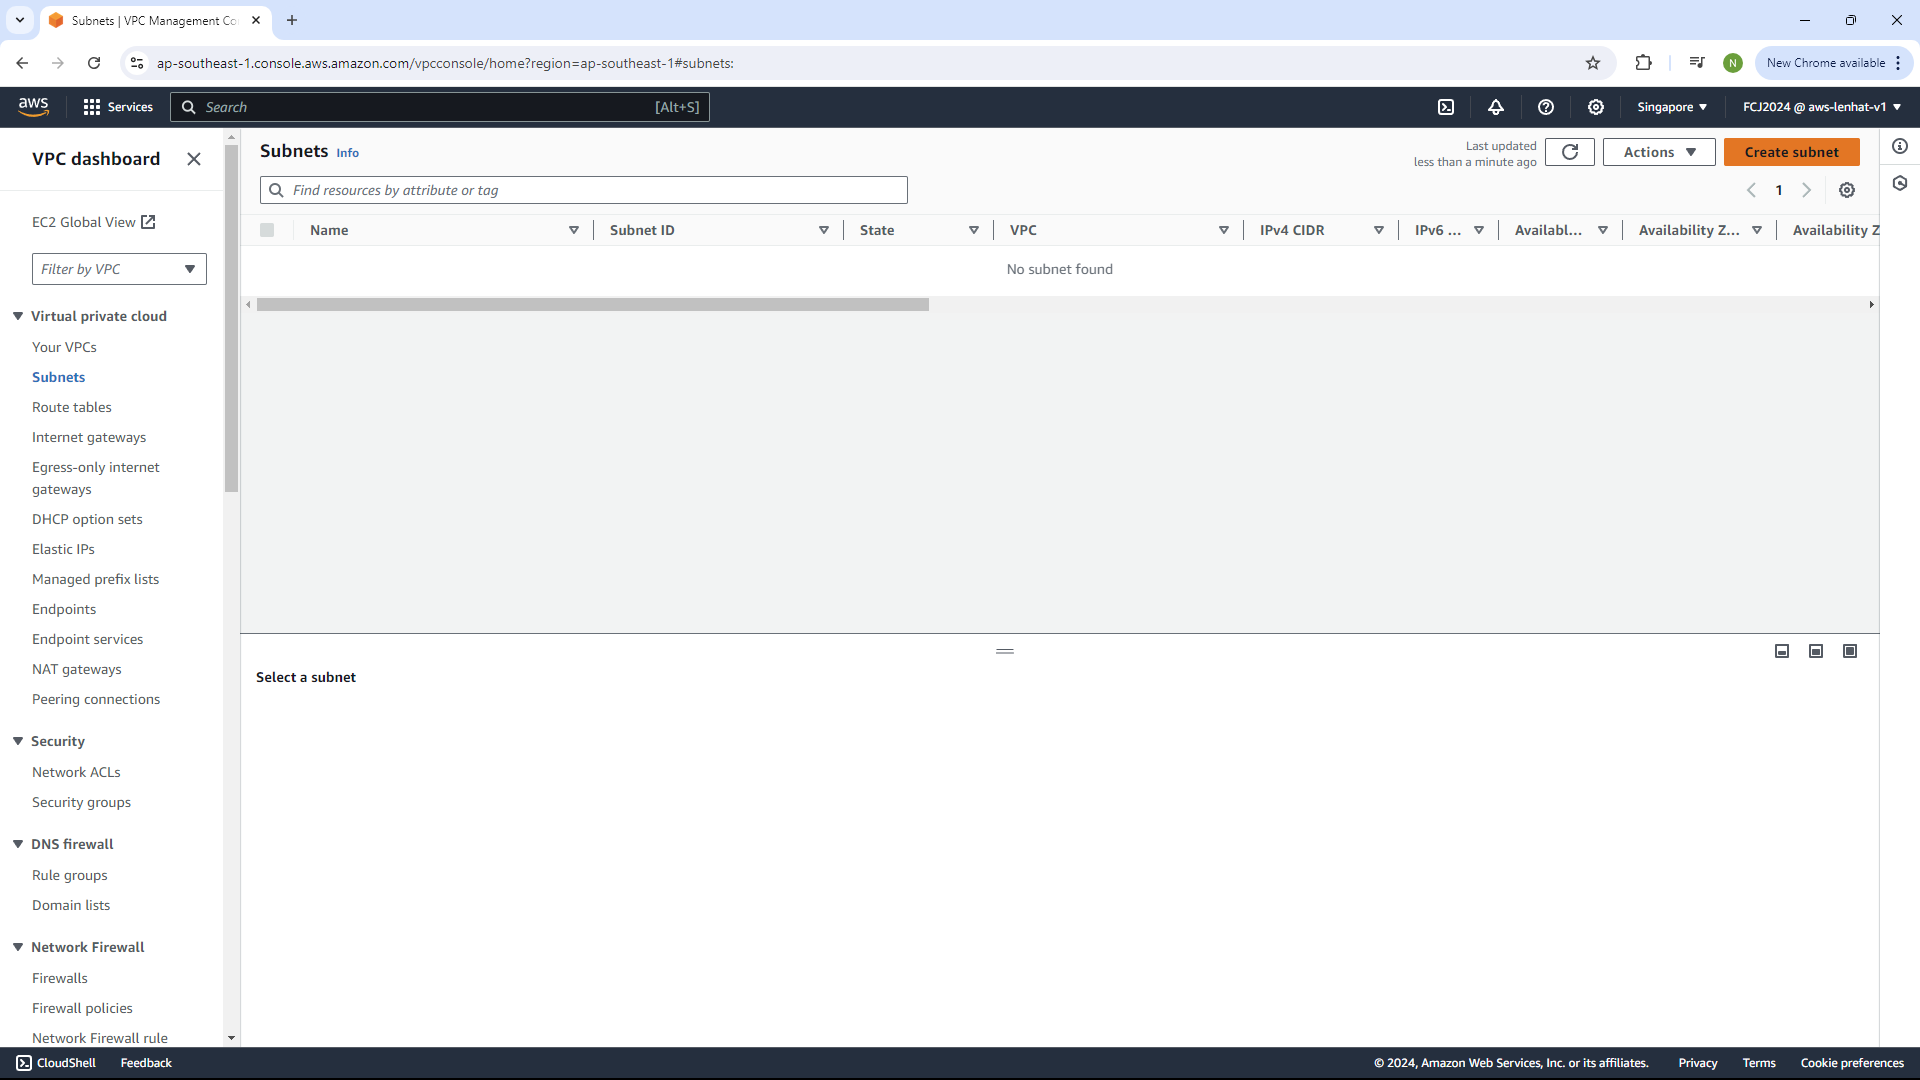 Subnets | VPC Management Co
ap-southeast-1.console.aws.amazon.com/vpcconsole/home?region=ap-southeast-1#subnets:
N
New Chrome available
aws
Services
Search
[Alt+S]
Singapore
FCJ2024 @ aws-lenhat-v1
VPC dashboard
EC2 Global View
Filter by VPC
Virtual private cloud
Your VPCs
Subnets
Route tables
Internet gateways
Egress-only internet
gateways
DHCP option sets
Elastic IPs
Managed prefix lists
Endpoints
Endpoint services
NAT gateways
Peering connections
Security
Network ACLs
Security groups
DNS firewall
Rule groups
Domain lists
Network Firewall
Firewalls
Firewall policies
Network Firewall rule
Subnets Info
Last updated
less than a minute ago
Actions
Create subnet
Find resources by attribute or tag
1
Name
Subnet ID
State
VPC
IPv4 CIDR
IPv6 ...
Availabl...
Availability Z...
Availability Z
No subnet found
Select a subnet
CloudShell
Feedback
© 2024, Amazon Web Services, Inc. or its affiliates.
Privacy
Terms
Cookie preferences